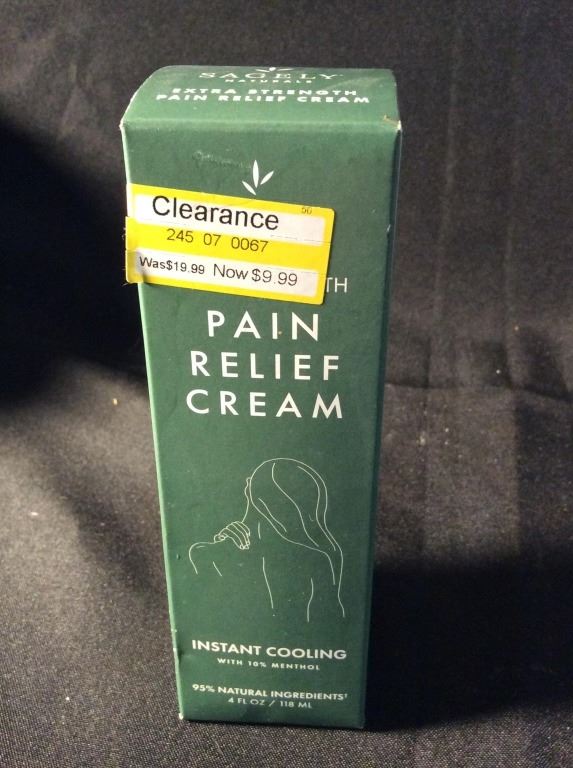 SAGELY
NATURALS
EXTRA STRENGTH
PAIN RELIEF CREAM
Clearance 50
245 07 0067
Was$19.99 Now $9.99
TH
PAIN
RELIEF
CREAM
INSTANT COOLING
WITH 10% MENTHOL
95% NATURAL INGREDIENTS†
4 FL OZ / 118 ML